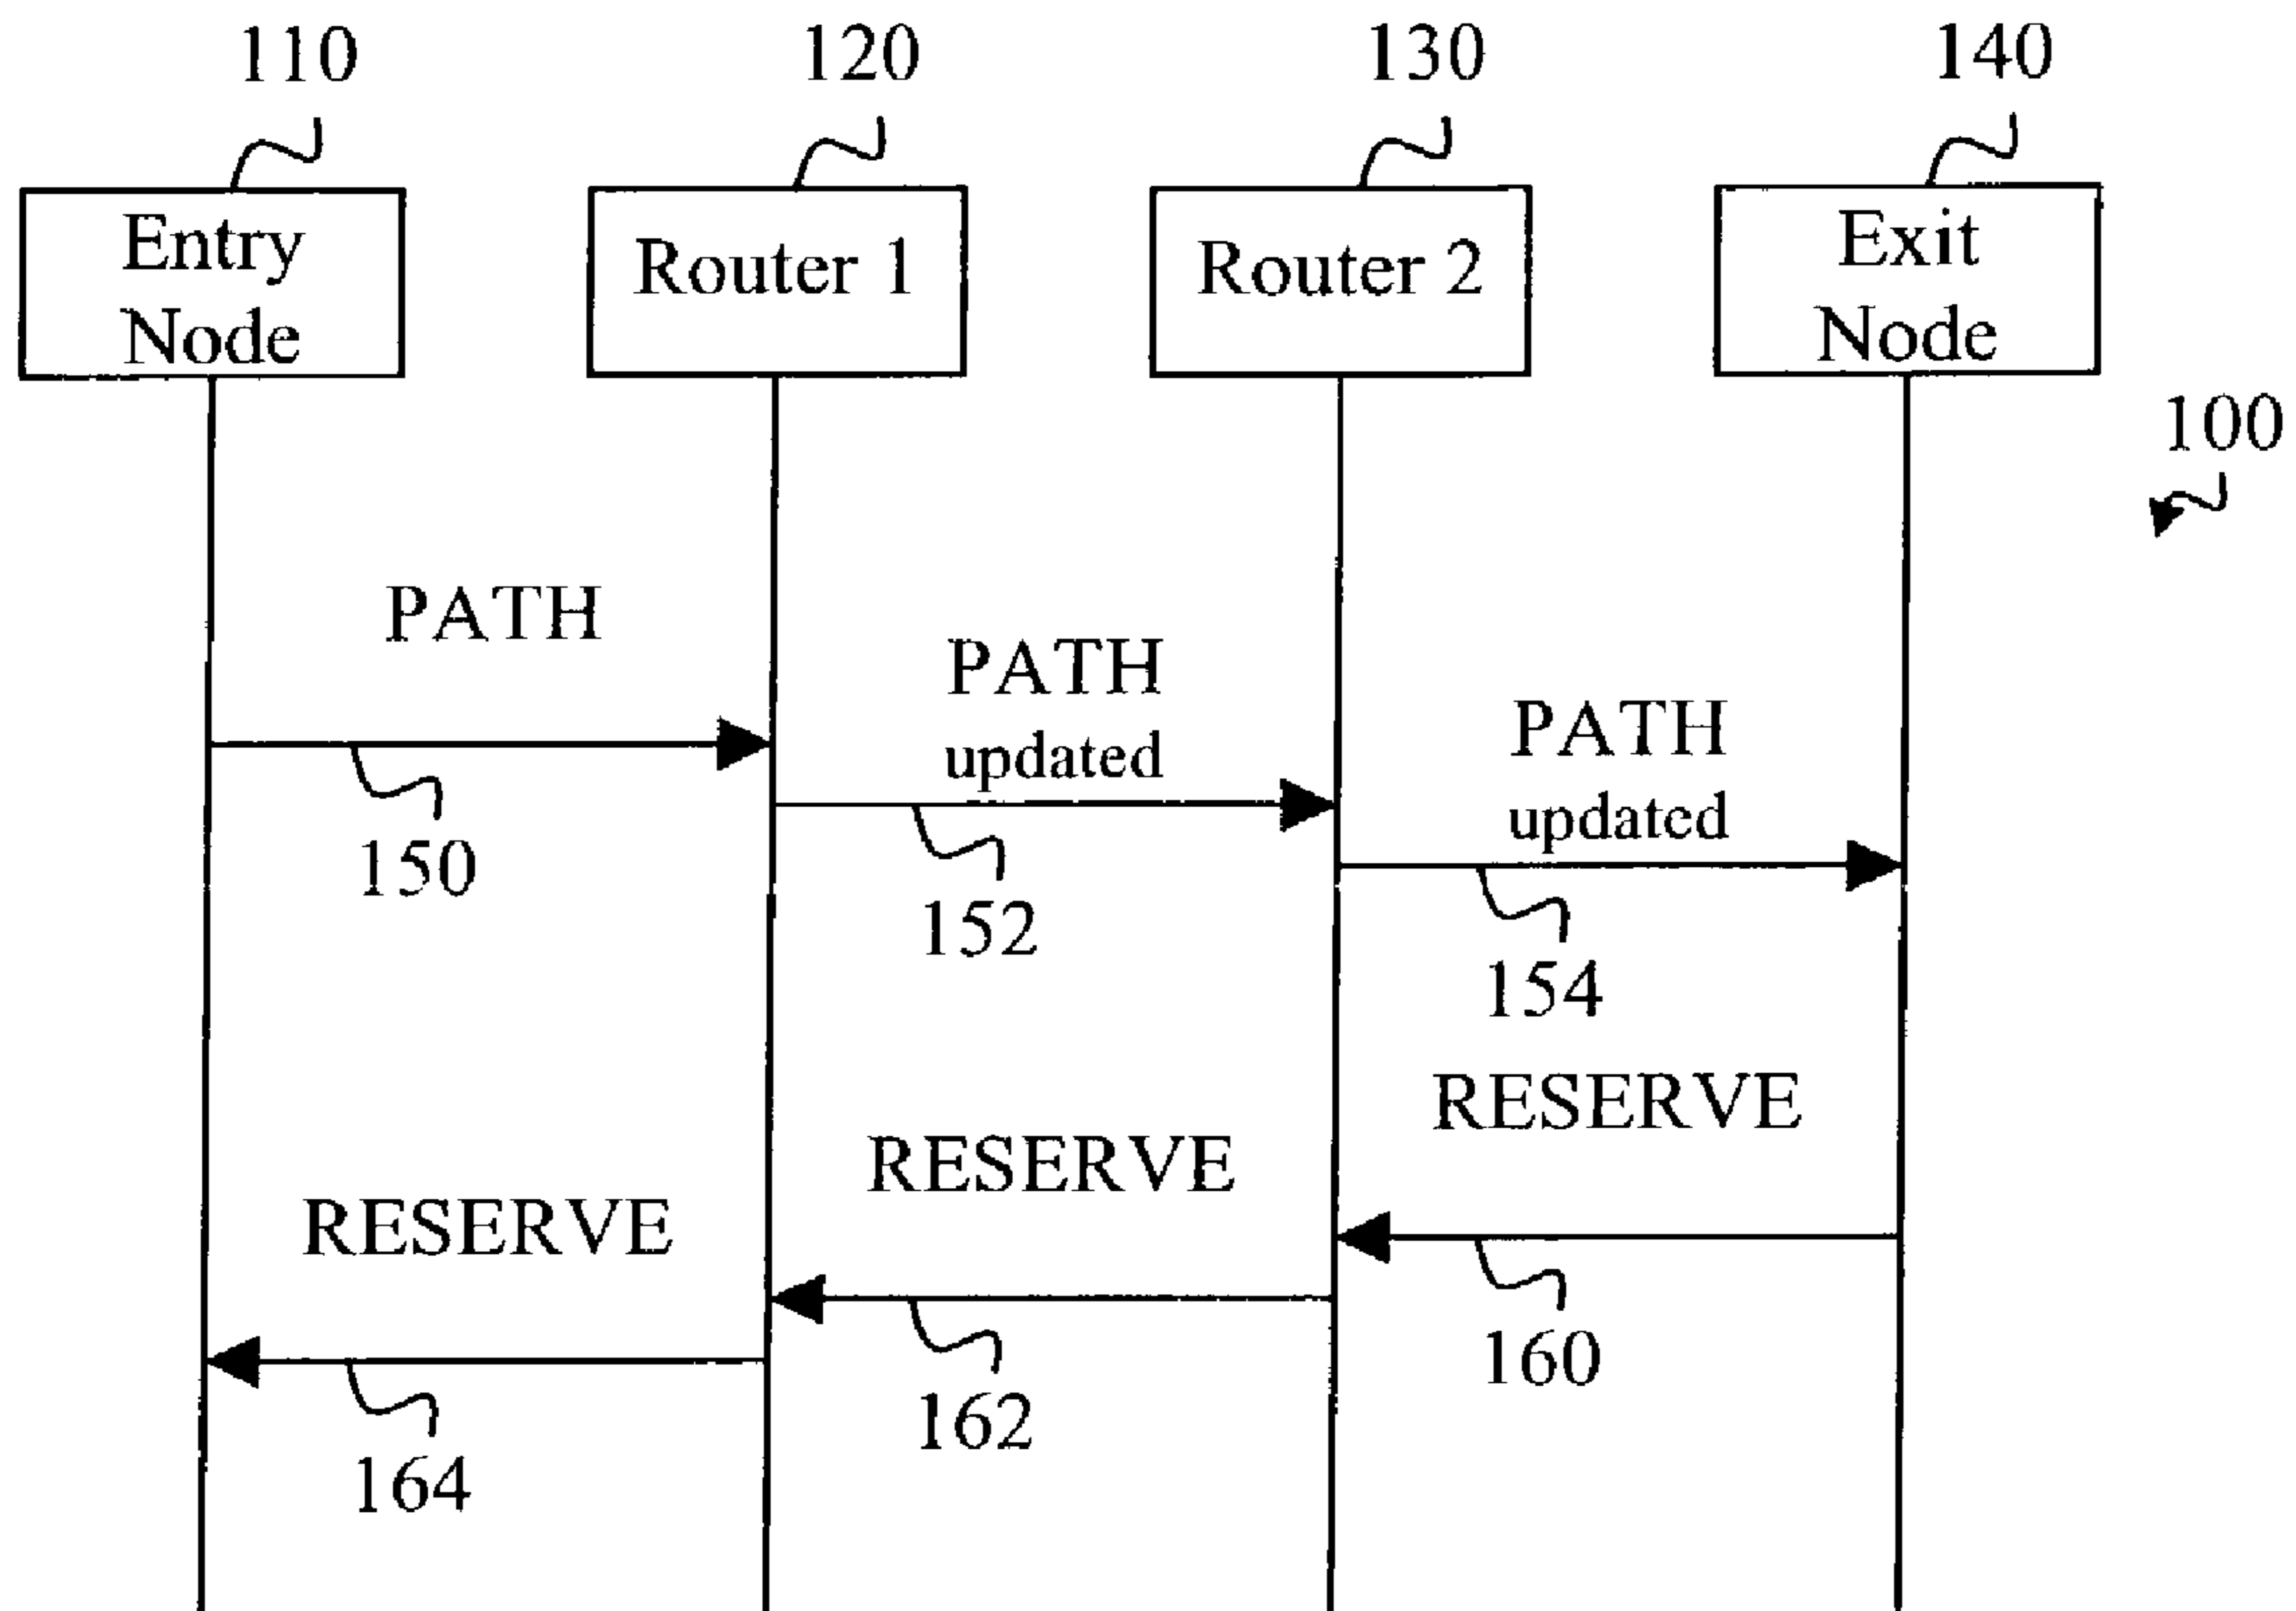 110
120
130
140
Entry
Node
Router 1
Router 2
Exit
Node
100
PATH
PATH
updated
PATH
updated
150
152
154
RESERVE
RESERVE
RESERVE
160
162
164